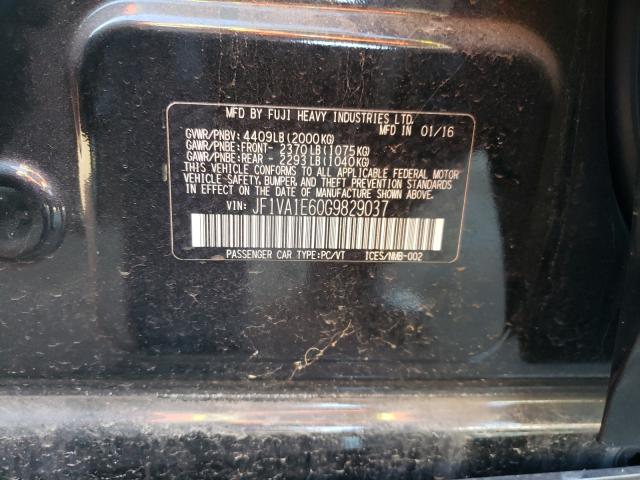 MFD BY FUJI HEAVY INDUSTRIES LTD.
MFD IN 01/16
GVWR/PNBV: 4409LB(2000KG)
GAWR/PNBE:FRONT- 2370LB(1075KG)
GAWR/PNBE:REAR - 2293LB(1040KG)
THIS VEHICLE CONFORMS TO ALL APPLICABLE FEDERAL MOTOR
VEHICLE SAFETY, BUMPER AND THEFT PREVENTION STANDARDS
IN EFFECT ON THE DATE OF MANUFACTURE SHOWN ABOVE.
VIN: JF1VA1E60G9829037
PASSENGER CAR TYPE:PC/VT ICES/NMB-002